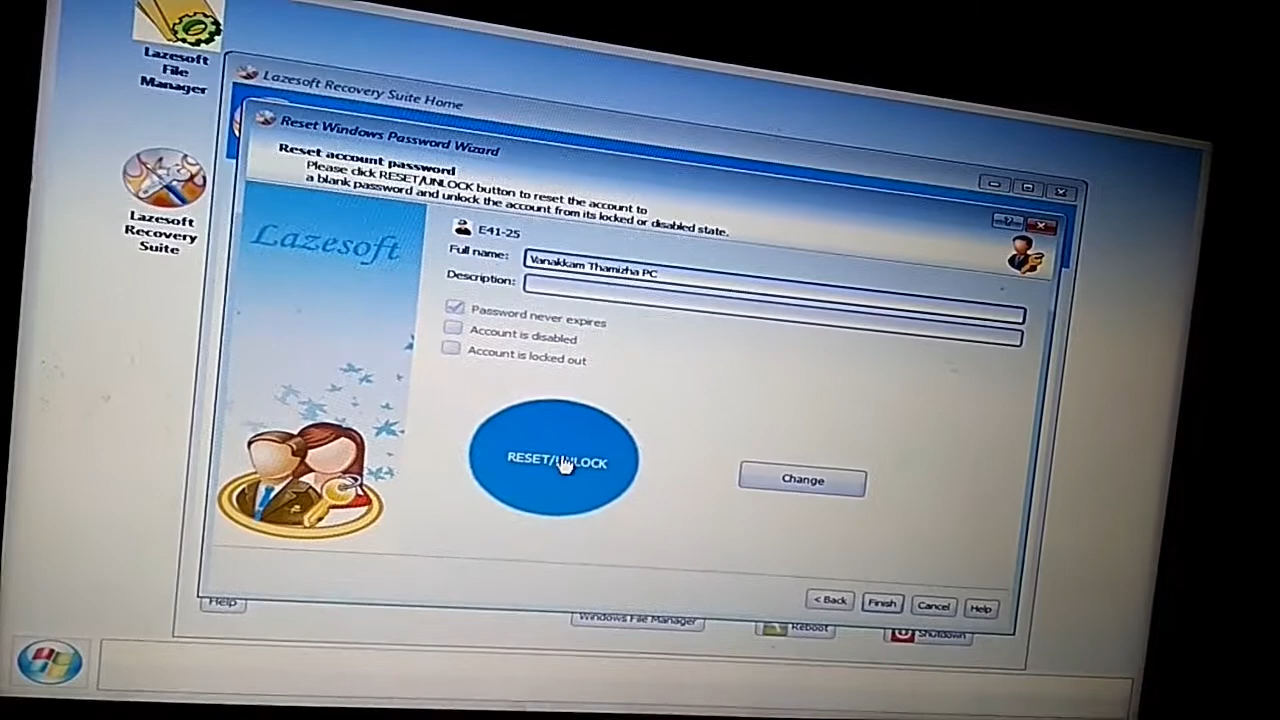 Lazesoft
File
Manager
Lazesoft
Recovery
Suite
Lazesoft Recovery Suite Home
Reset Windows Password Wizard
Reset account password
Please click RESET/UNLOCK button to reset the account to
a blank password and unlock the account from its locked or disabled state.
Lazesoft
E41-25
Full name:
Vanakkam Thamizha PC
Description:
Password never expires
Account is disabled
Account is locked out
RESET/UNLOCK
Change
< Back
Finish
Cancel
Help
Help
Windows File Manager
Reboot
Shutdown